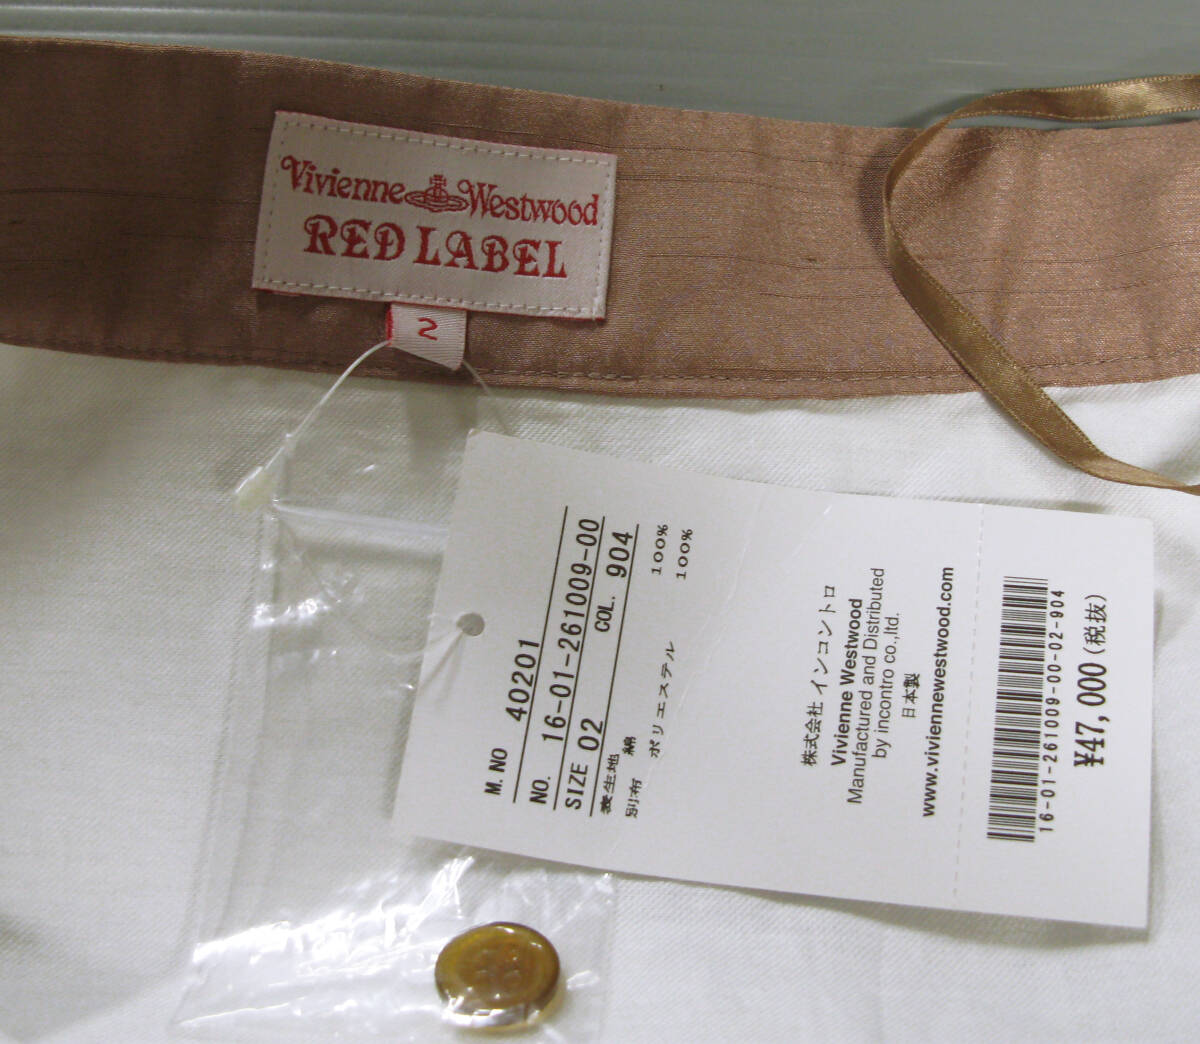 Vivienne Westwood
RED LABEL
2
M. NO 40201
NO. 16-01-261009-00
SIZE 02 COL. 904
表生地 綿 100%
別布 ポリエステル 100%
株式会社 インコントロ
Vivienne Westwood
Manufactured and Distributed
by incontro co.,ltd.
日本製
www.viviennewestwood.com
16-01-261009-00-02-904
¥47,000(税抜)